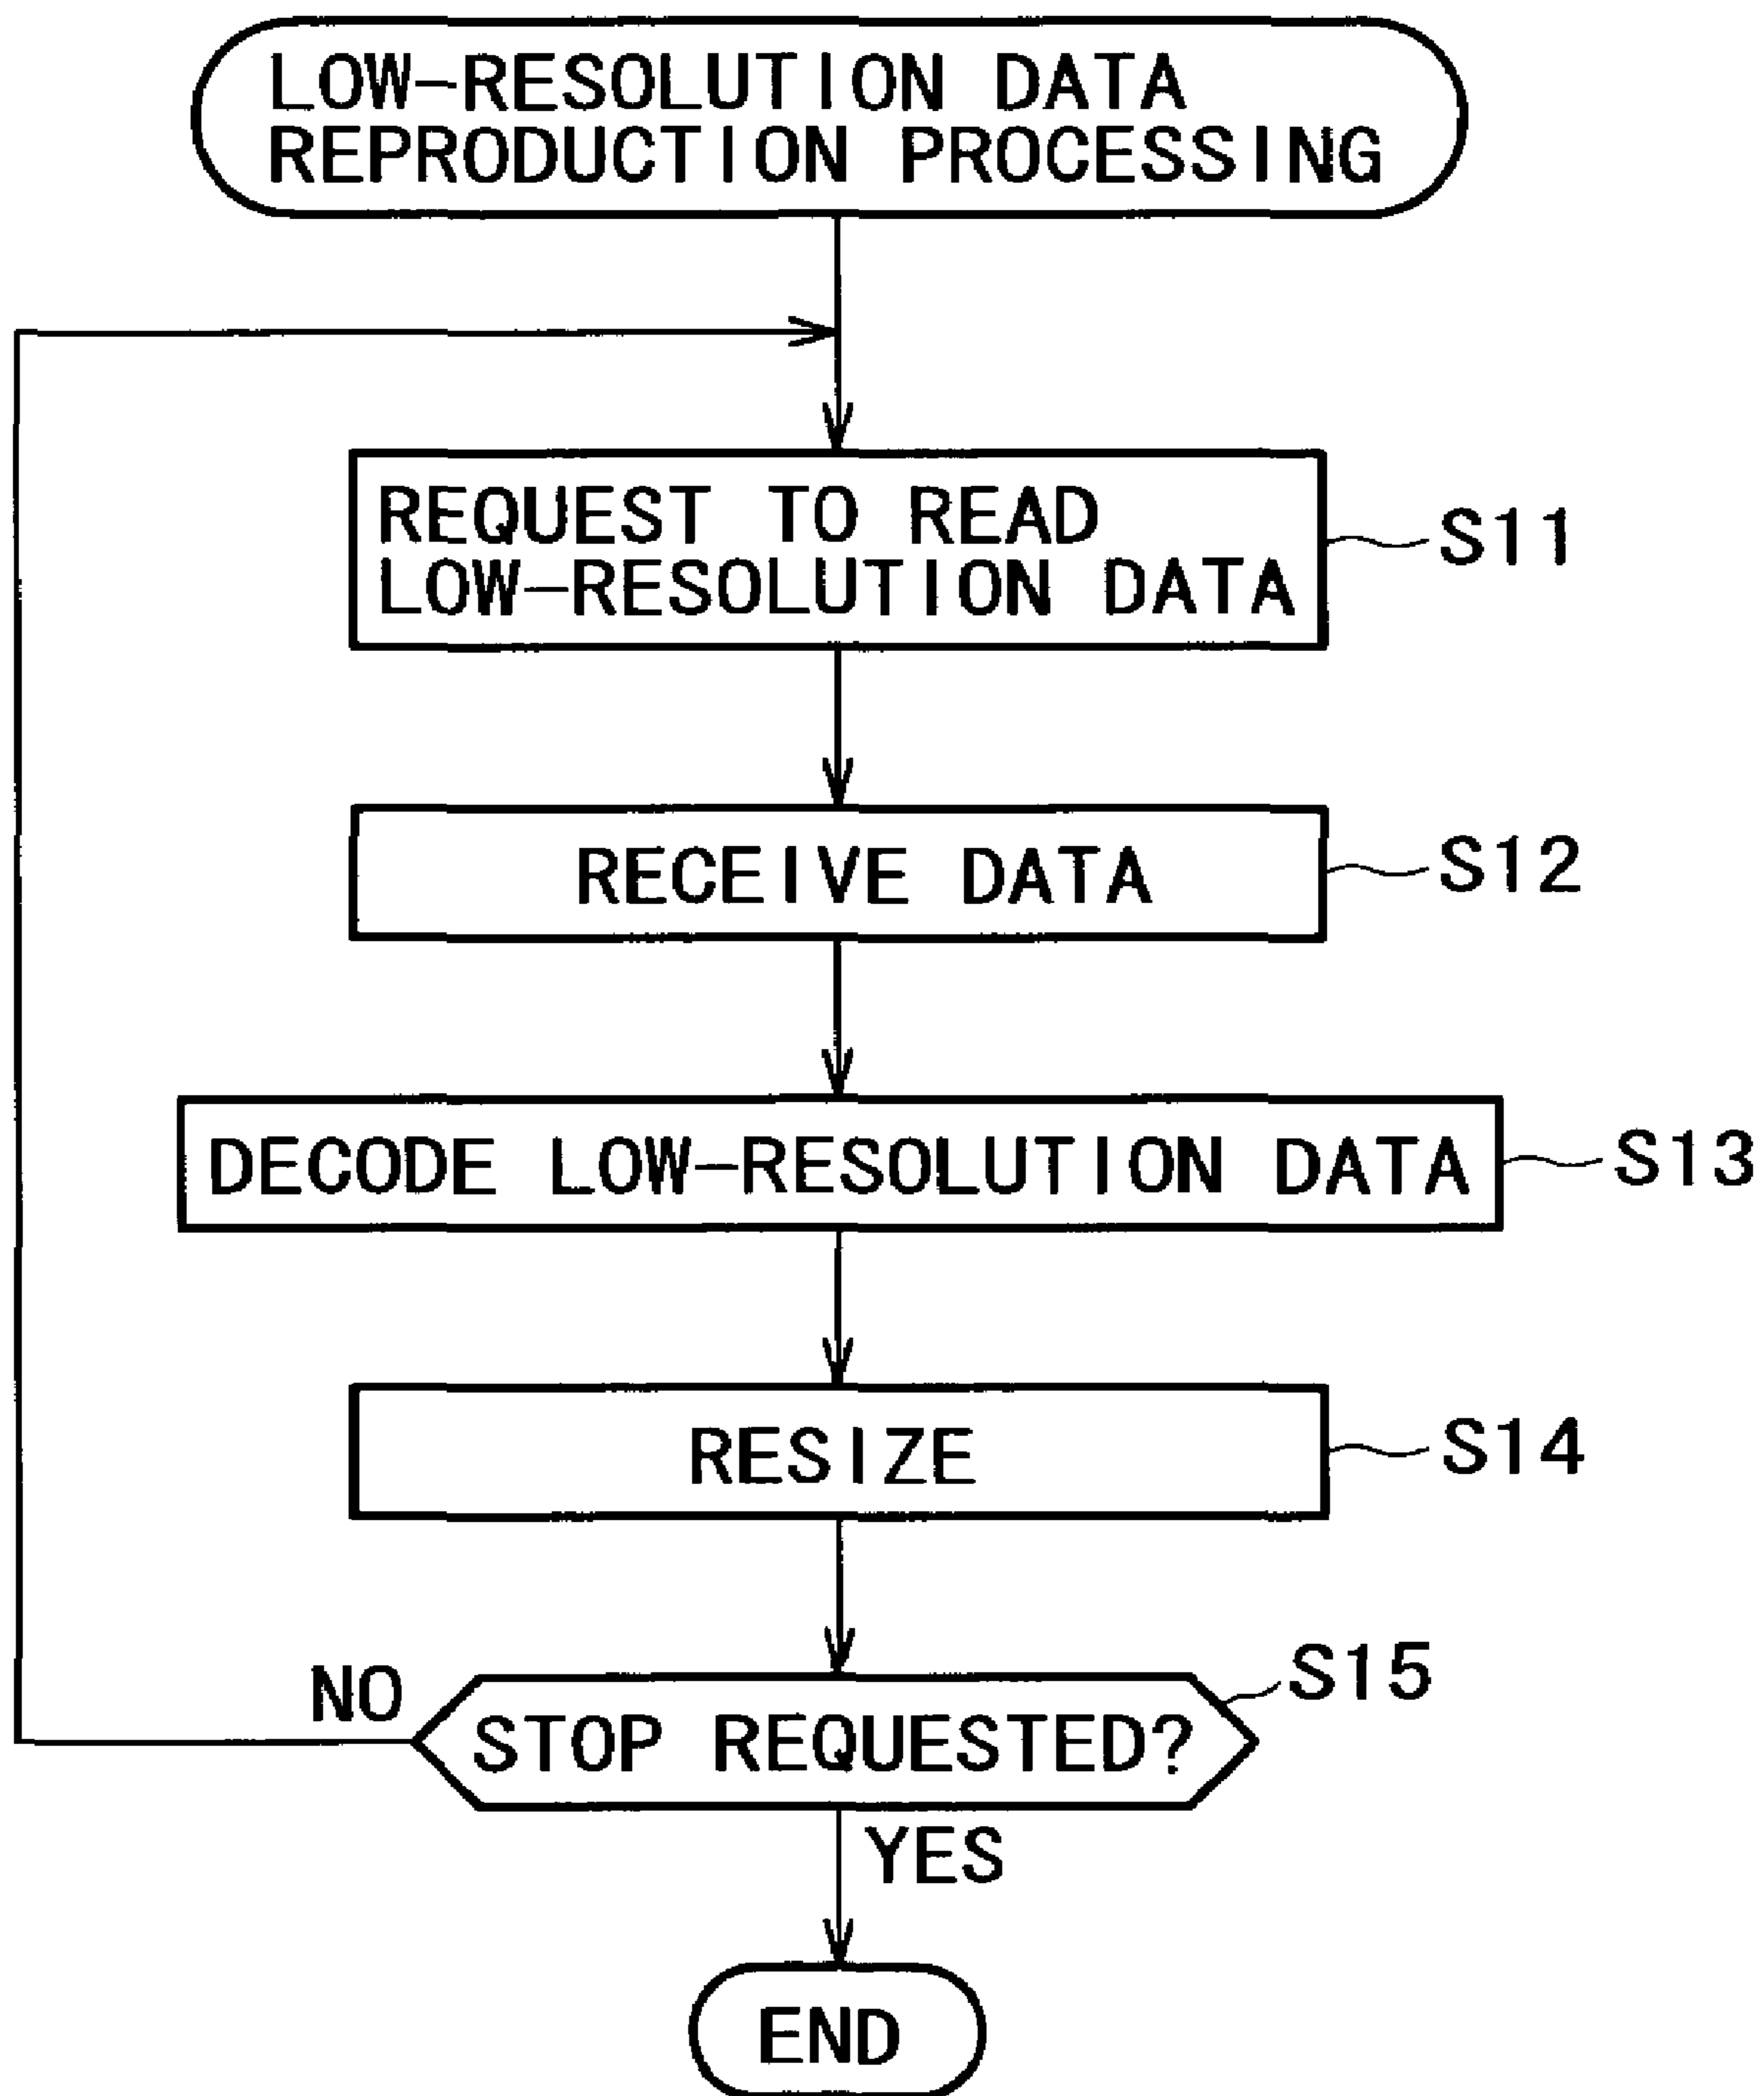 LOW-RESOLUTION DATA
REPRODUCTION PROCESSING
REQUEST TO READ
LOW-RESOLUTION DATA
S11
RECEIVE DATA
S12
DECODE LOW-RESOLUTION DATA
S13
RESIZE
S14
STOP REQUESTED?
S15
NO
YES
END